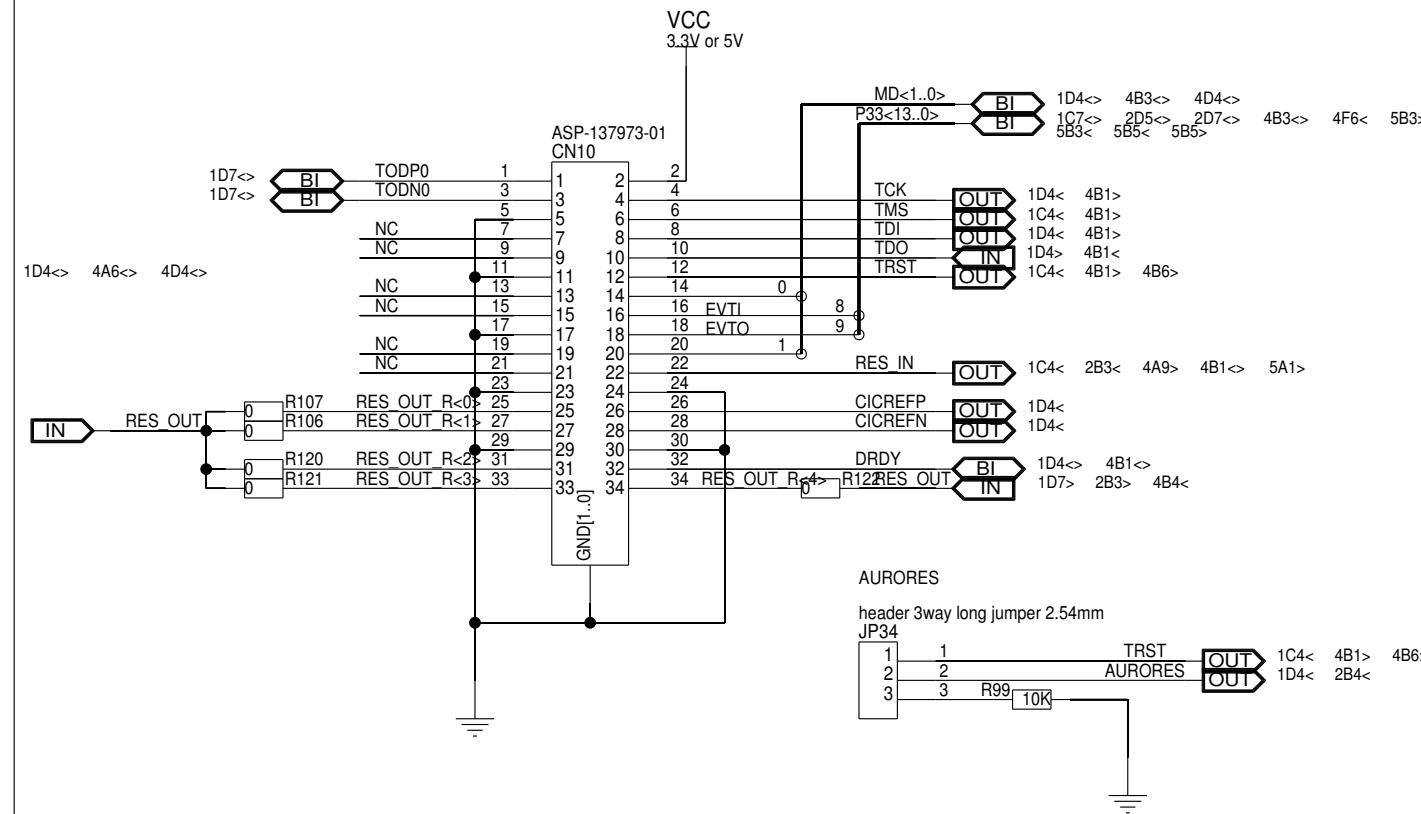 VCC
3.3V or 5V
MD<1..0> BI 1D4<> 4B3<> 4D4<>
P33<13..0> BI 1C7<> 2D5<> 2D7<> 4B3<> 4F6< 5B3>
5B3< 5B5< 5B5>
ASP-137973-01
CN10
1D7<> BI TODP0 1 1 2 2
1D7<> BI TODN0 3 3 4 4 TCK OUT 1D4< 4B1>
5 5 6 6 TMS OUT 1C4< 4B1>
NC 7 7 8 8 TDI OUT 1D4< 4B1>
NC 9 9 10 10 TDO IN 1D4> 4B1<
1D4<> 4A6<> 4D4<> 11 11 12 12 TRST OUT 1C4< 4B1> 4B6>
NC 13 13 14 14 0
NC 15 15 16 16 EVTI 8
17 17 18 18 EVTO 9
NC 19 19 20 20 1
NC 21 21 22 22 RES_IN OUT 1C4< 2B3< 4A9> 4B1<> 5A1>
23 23 24 24
0 R107 RES_OUT_R<0> 25 25 26 26 CICREFP OUT 1D4<
IN RES_OUT 0 R106 RES_OUT_R<1> 27 27 28 28 CICREFN OUT 1D4<
29 29 30 30
0 R120 RES_OUT_R<2> 31 31 32 32 DRDY BI 1D4<> 4B1<>
0 R121 RES_OUT_R<3> 33 33 34 34 RES_OUT_R<4> 0 R122 RES_OUT IN 1D7> 2B3> 4B4<
GND[1..0]
AURORES
header 3way long jumper 2.54mm
JP34
1 1 TRST OUT 1C4< 4B1> 4B6>
2 2 AURORES OUT 1D4< 2B4<
3 3 R99 10K